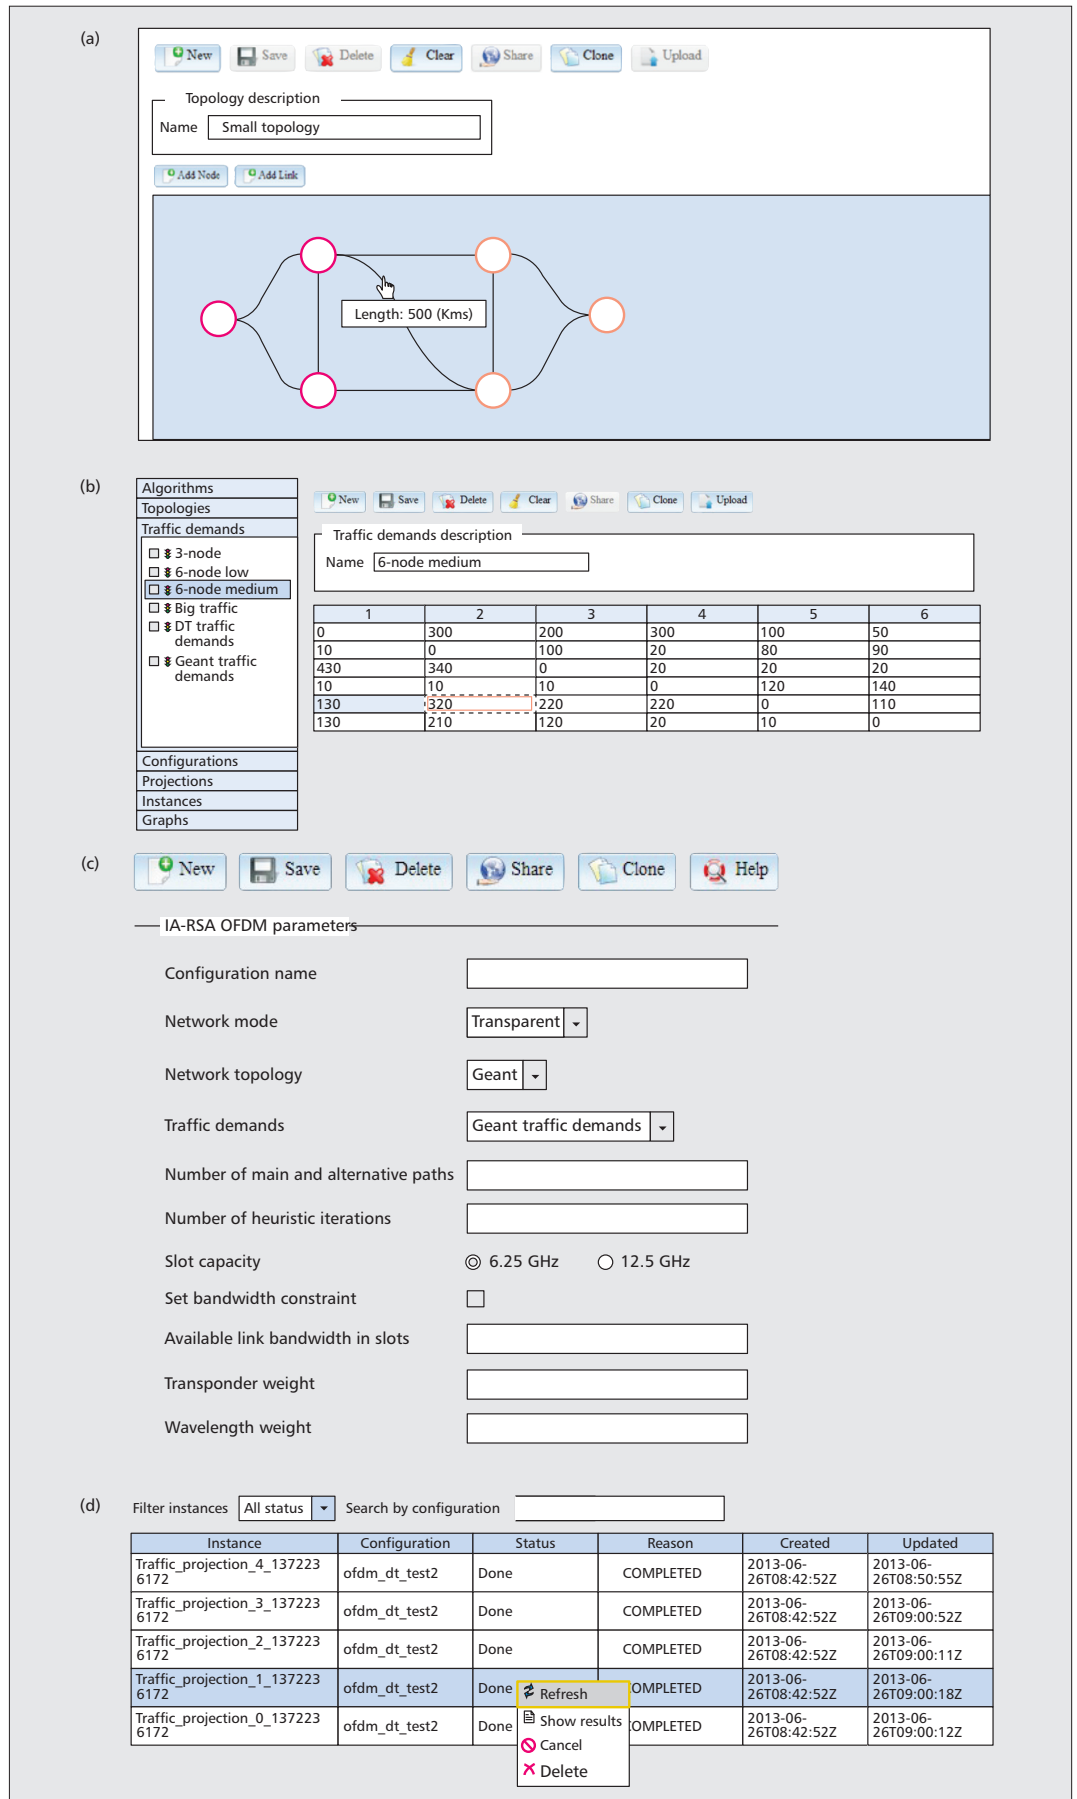 (a)
New Save Delete Clear Share Clone Upload
Topology description
Name Small topology
Add Node Add Link
Length: 500 (Kms)
(b)
Algorithms
Topologies
Traffic demands
3-node
6-node low
6-node medium
Big traffic
DT traffic
demands
Geant traffic
demands
Configurations
Projections
Instances
Graphs
New Save Delete Clear Share Clone Upload
Traffic demands description
Name 6-node medium
1 2 3 4 5 6
0 300 200 300 100 50
10 0 100 20 80 90
430 340 0 20 20 20
10 10 10 0 120 140
130 320 220 220 0 110
130 210 120 20 10 0
(c)
New Save Delete Share Clone Help
IA-RSA OFDM parameters
Configuration name
Network mode Transparent
Network topology Geant
Traffic demands Geant traffic demands
Number of main and alternative paths
Number of heuristic iterations
Slot capacity 6.25 GHz 12.5 GHz
Set bandwidth constraint
Available link bandwidth in slots
Transponder weight
Wavelength weight
(d)
Filter instances All status Search by configuration
Instance Configuration Status Reason Created Updated
Traffic_projection_4_137223
6172 ofdm_dt_test2 Done COMPLETED 2013-06-
26T08:42:52Z 2013-06-
26T08:50:55Z
Traffic_projection_3_137223
6172 ofdm_dt_test2 Done COMPLETED 2013-06-
26T08:42:52Z 2013-06-
26T09:00:52Z
Traffic_projection_2_137223
6172 ofdm_dt_test2 Done COMPLETED 2013-06-
26T08:42:52Z 2013-06-
26T09:00:11Z
Traffic_projection_1_137223
6172 ofdm_dt_test2 Done OMPLETED 2013-06-
26T08:42:52Z 2013-06-
26T09:00:18Z
Traffic_projection_0_137223
6172 ofdm_dt_test2 Done OMPLETED 2013-06-
26T08:42:52Z 2013-06-
26T09:00:12Z
Refresh
Show results
Cancel
Delete